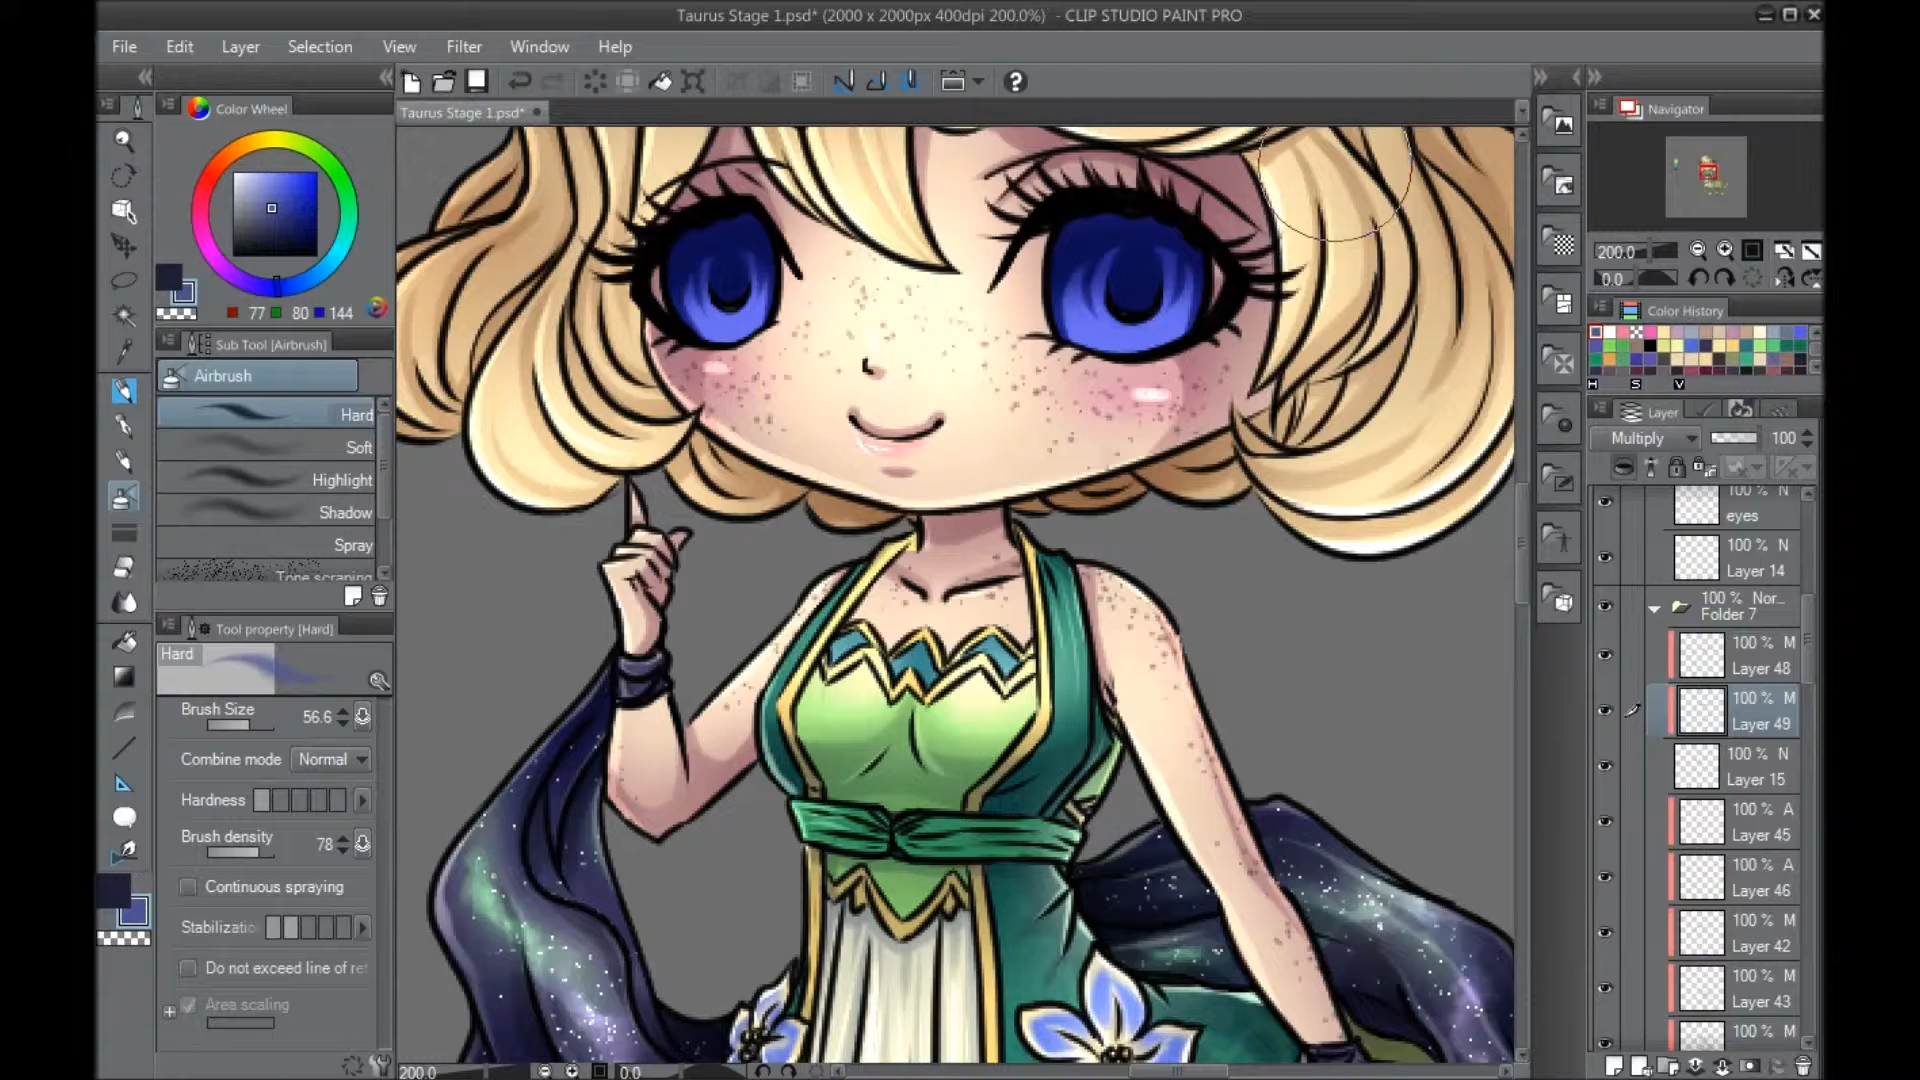 Taurus Stage 1.psd* (2000 x 2000px 400dpi 200.0%) - CLIP STUDIO PAINT PRO
File Edit Layer Selection View Filter Window Help
Color Wheel
Taurus Stage 1.psd*
Navigator
77 80 144
200.0
0.0
Color History
H S V
Sub Tool [Airbrush]
Airbrush
Hard
Soft
Highlight
Shadow
Spray
Tone scraping
Layer
Multiply 100
100 % N
eyes
100 % N
Layer 14
100 % Nor...
Folder 7
100 % M
Layer 48
100 % M
Layer 49
100 % N
Layer 15
100 % A
Layer 45
100 % A
Layer 46
100 % M
Layer 42
100 % M
Layer 43
100 % M
Tool property [Hard]
Hard
Brush Size 56.6
Combine mode Normal
Hardness
Brush density 78
Continuous spraying
Stabilizatio
Do not exceed line of ref
Area scaling
200.0 0.0